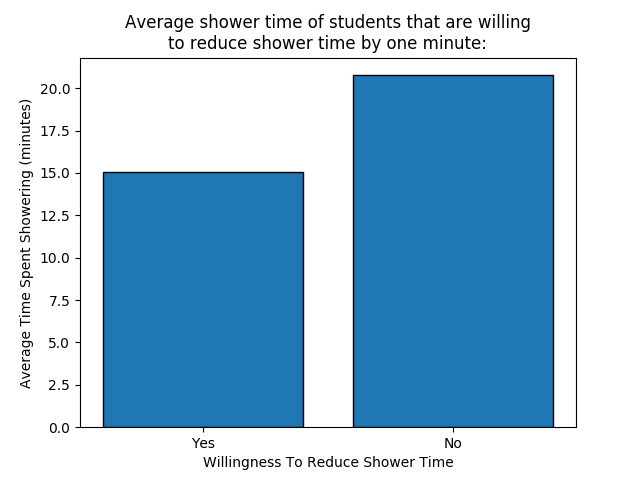 Average shower time of students that are willing
to reduce shower time by one minute:
Average Time Spent Showering (minutes)
20.0
17.5
15.0
12.5
10.0
7.5
5.0
2.5
0.0
Yes No
Willingness To Reduce Shower Time